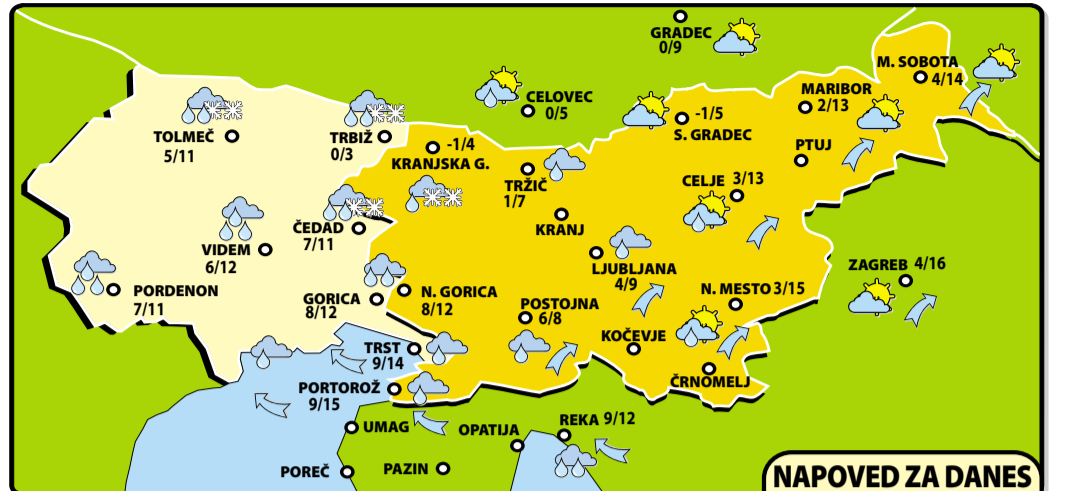 GRADEC
0/9
M. SOBOTA
4/14
MARIBOR
2/13
CELOVEC
0/5
-1/5
S. GRADEC
TOLMEČ
5/11
TRBIŽ
0/3
-1/4
KRANJSKA G.
PTUJ
TRŽIČ
1/7
CELJE 3/13
KRANJ
ČEDAD
7/11
VIDEM
6/12
LJUBLJANA
4/9
ZAGREB 4/16
PORDENON
7/11
GORICA
8/12
N. GORICA
8/12
N. MESTO 3/15
POSTOJNA
6/8
KOČEVJE
TRST
9/14
ČRNOMELJ
PORTOROŽ
9/15
UMAG
OPATIJA
REKA 9/12
POREČ
PAZIN
NAPOVED ZA DANES